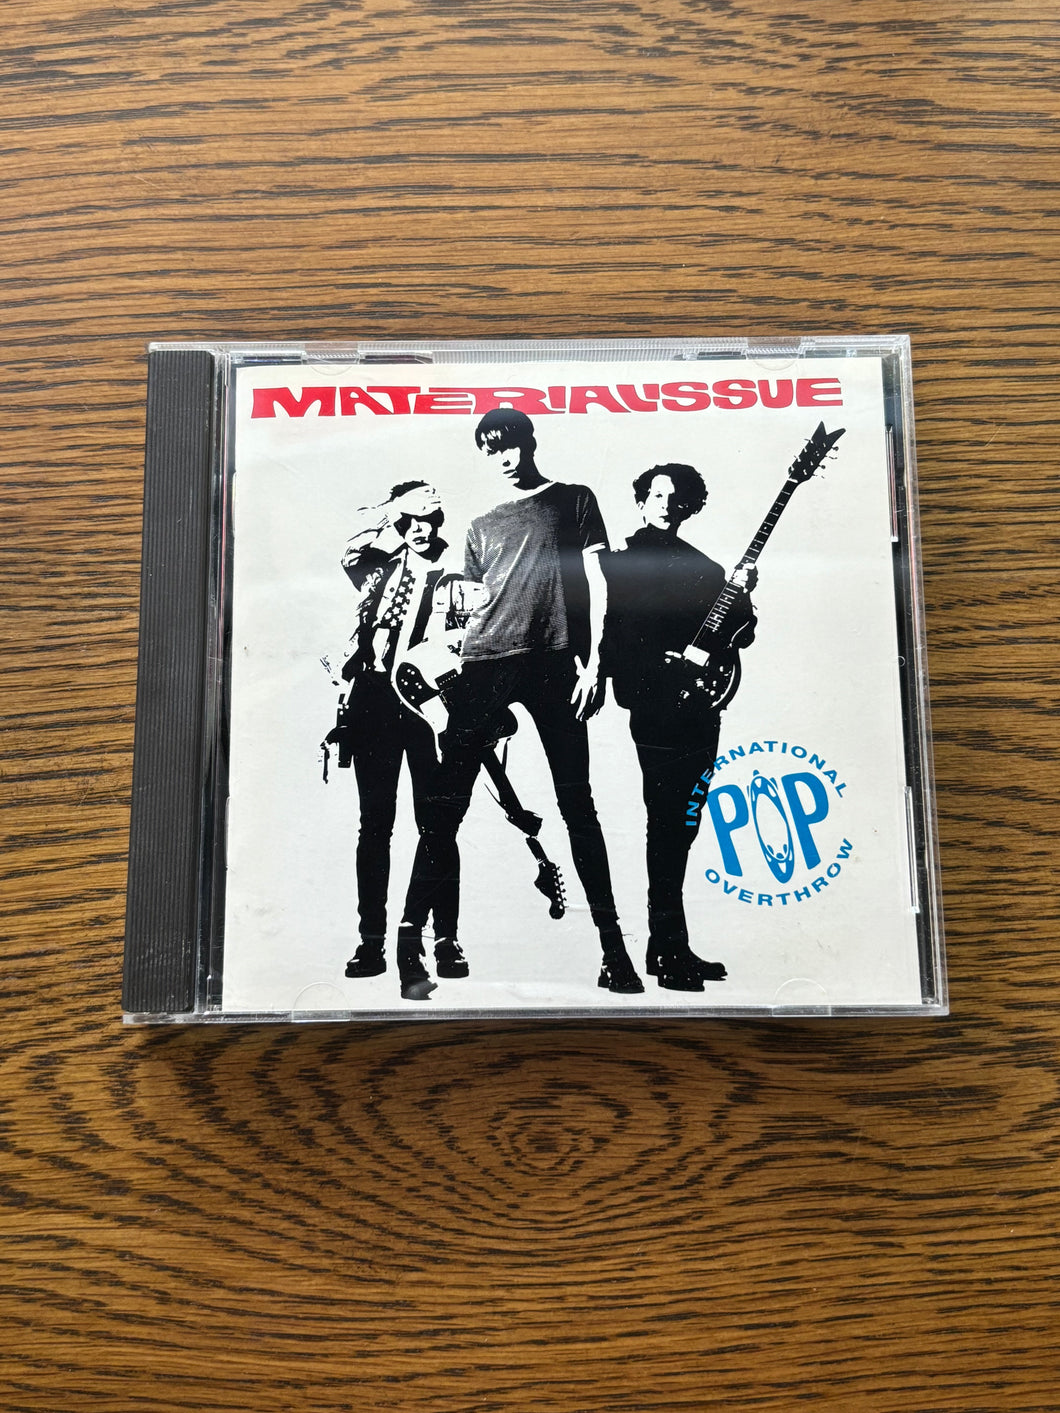 MATERIAL ISSUE
INTERNATIONAL
POP
OVERTHROW